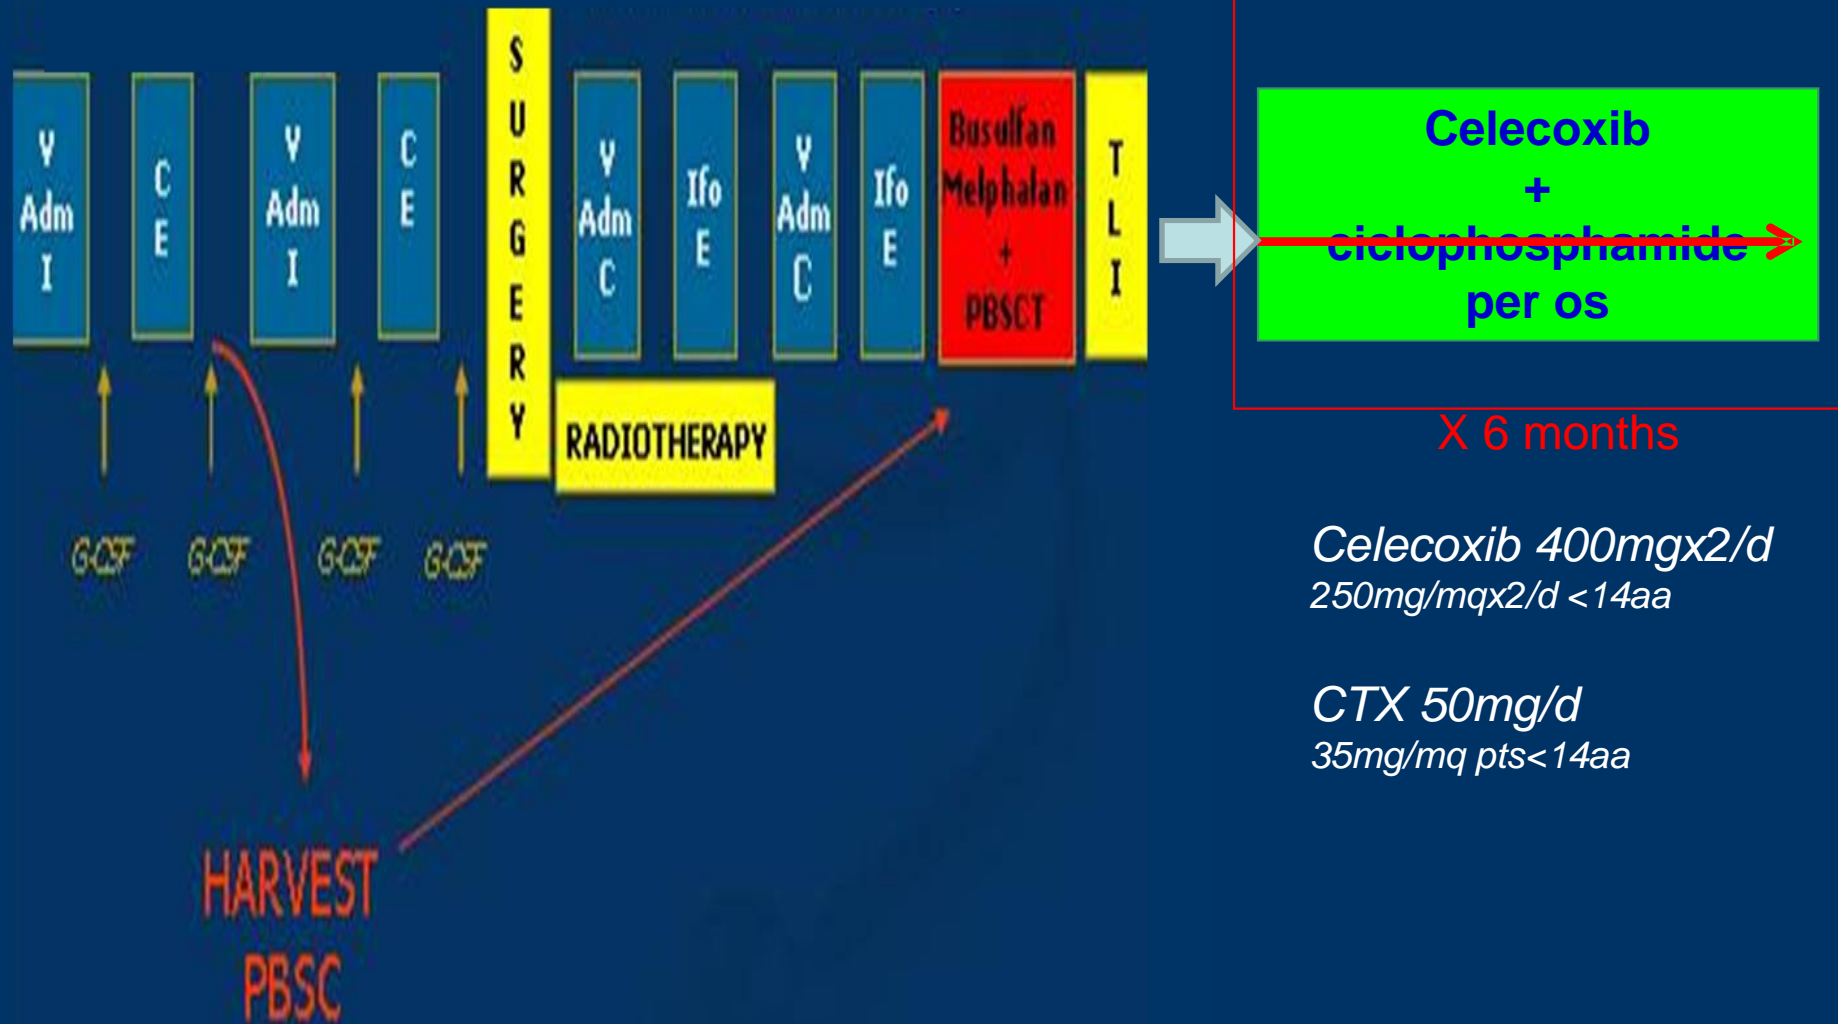 V
Adm
I
C
E
V
Adm
I
C
E
S
U
R
G
E
R
Y
V
Adm
C
Ifo
E
V
Adm
C
Ifo
E
Busulfan
Melphalan
+
PBSCT
T
L
I
RADIOTHERAPY
G-CSF
G-CSF
G-CSF
G-CSF
HARVEST
PBSC
Celecoxib
+
ciclophosphamide
per os
X 6 months
Celecoxib 400mgx2/d
250mg/mqx2/d <14aa
CTX 50mg/d
35mg/mq pts<14aa